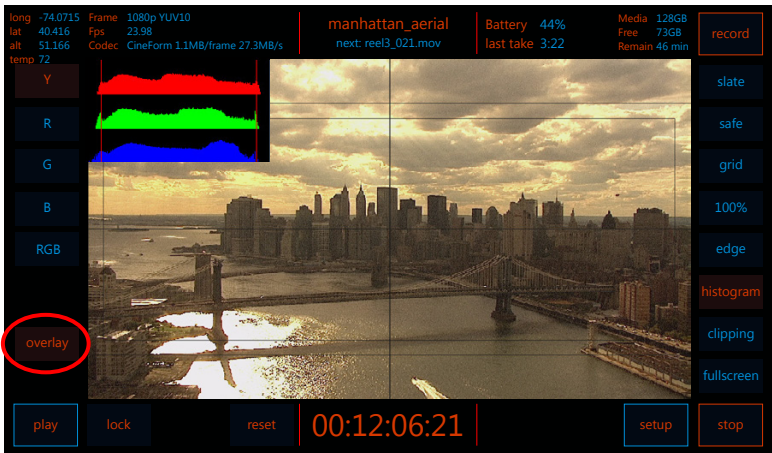 long -74.0715
lat 40.416
alt 51.166
temp 72
Frame 1080p YUV10
Fps 23.98
Codec CineForm 1.1MB/frame 27.3MB/s
manhattan_aerial
next: reel3_021.mov
Battery 44%
last take 3:22
Media 128GB
Free 73GB
Remain 46 min
record
Y
R
G
B
RGB
overlay
slate
safe
grid
100%
edge
histogram
clipping
fullscreen
play
lock
reset
00:12:06:21
setup
stop